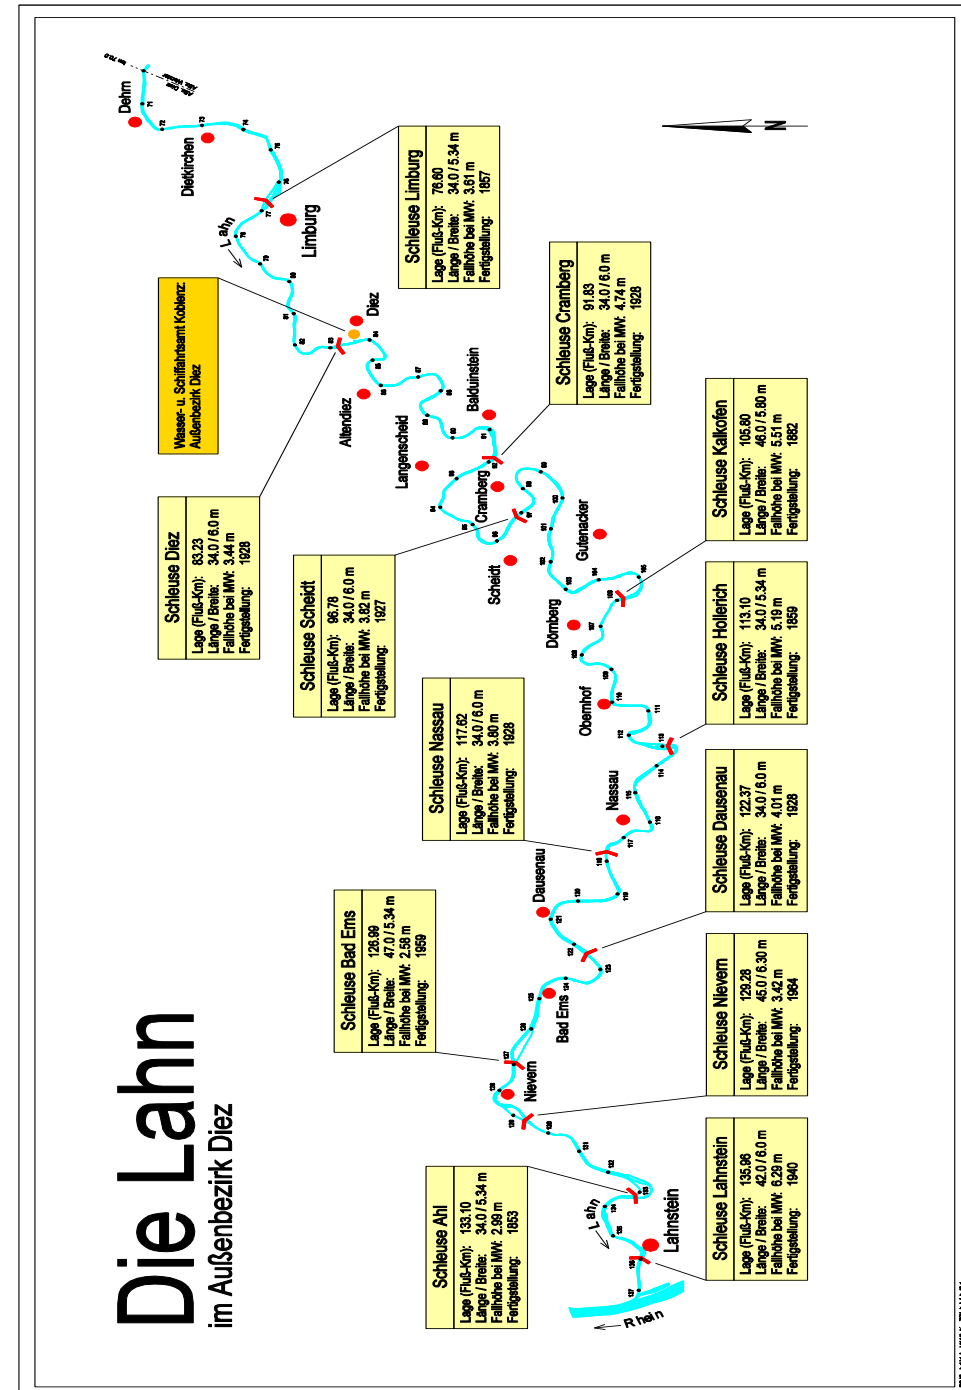 Die Lahn
im Außenbezirk Diez
Schleuse Ahl
Lage (Fluß-Km): 133.10
Länge / Breite: 34.0 / 5.34 m
Fallhöhe bei MW: 2.99 m
Fertigstellung: 1853
Schleuse Bad Ems
Lage (Fluß-Km): 126.99
Länge / Breite: 47.0 / 5.34 m
Fallhöhe bei MW: 2.58 m
Fertigstellung: 1959
Schleuse Nassau
Lage (Fluß-Km): 117.62
Länge / Breite: 34.0 / 6.0 m
Fallhöhe bei MW: 3.80 m
Fertigstellung: 1928
Schleuse Scheidt
Lage (Fluß-Km): 96.78
Länge / Breite: 34.0 / 6.0 m
Fallhöhe bei MW: 3.82 m
Fertigstellung: 1927
Schleuse Diez
Lage (Fluß-Km): 83.23
Länge / Breite: 34.0 / 6.0 m
Fallhöhe bei MW: 3.44 m
Fertigstellung: 1928
Wasser- u. Schiffahrtsamt Koblenz:
Außenbezirk Diez
Schleuse Limburg
Lage (Fluß-Km): 76.60
Länge / Breite: 34.0 / 5.34 m
Fallhöhe bei MW: 3.61 m
Fertigstellung: 1857
Schleuse Cramberg
Lage (Fluß-Km): 91.83
Länge / Breite: 34.0 / 6.0 m
Fallhöhe bei MW: 4.74 m
Fertigstellung: 1928
Schleuse Kalkofen
Lage (Fluß-Km): 105.80
Länge / Breite: 46.0 / 5.80 m
Fallhöhe bei MW: 5.51 m
Fertigstellung: 1882
Schleuse Hollerich
Lage (Fluß-Km): 113.10
Länge / Breite: 34.0 / 5.34 m
Fallhöhe bei MW: 5.19 m
Fertigstellung: 1859
Schleuse Dausenau
Lage (Fluß-Km): 122.37
Länge / Breite: 34.0 / 6.0 m
Fallhöhe bei MW: 4.01 m
Fertigstellung: 1928
Schleuse Nievern
Lage (Fluß-Km): 129.28
Länge / Breite: 45.0 / 6.30 m
Fallhöhe bei MW: 3.42 m
Fertigstellung: 1964
Schleuse Lahnstein
Lage (Fluß-Km): 135.96
Länge / Breite: 42.0 / 6.0 m
Fallhöhe bei MW: 6.29 m
Fertigstellung: 1940
Dehrn
Dietkirchen
Limburg
Lahn
Diez
Altendiez
Balduinstein
Langenscheid
Cramberg
Scheidt
Gutenacker
Dörnberg
Obernhof
Nassau
Dausenau
Bad Ems
Nievern
Lahn
Lahnstein
Rhein
N
km 70.0